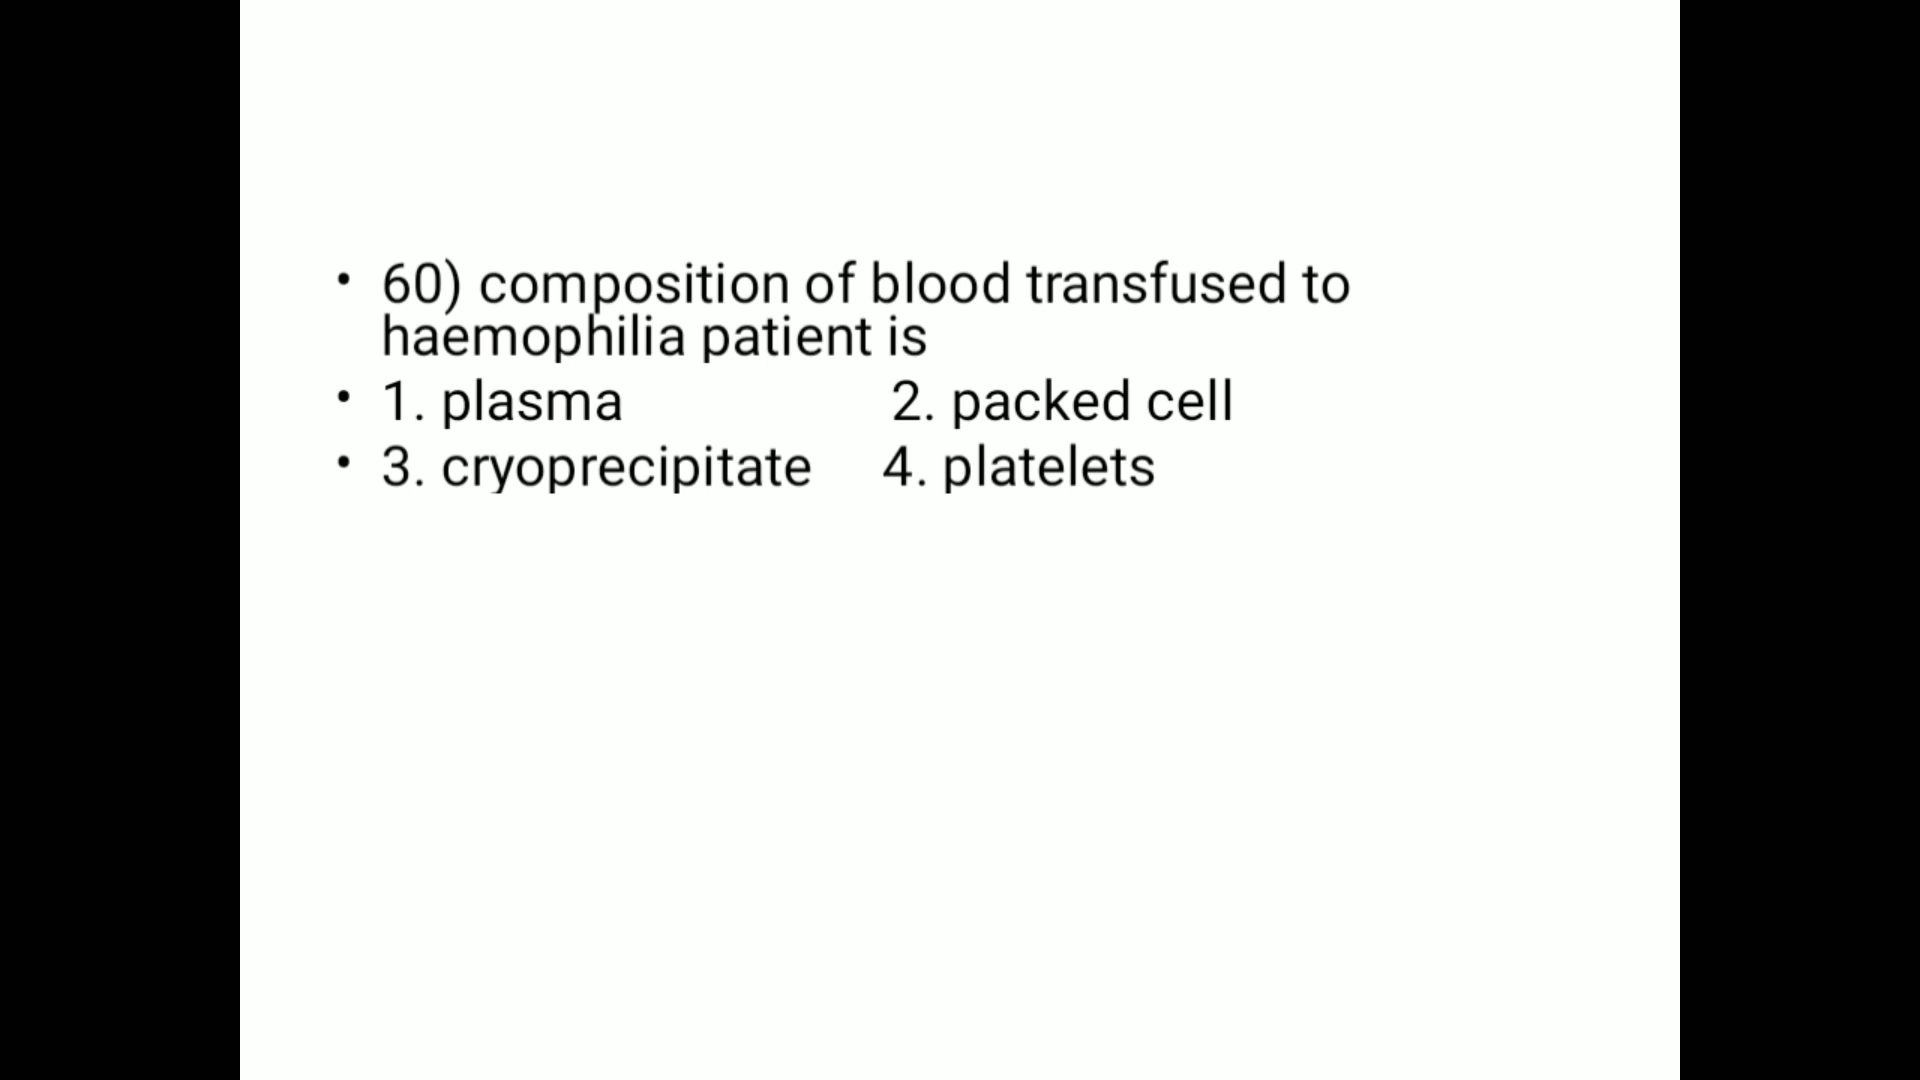 • 60) composition of blood transfused to
haemophilia patient is
• 1. plasma 2. packed cell
• 3. cryoprecipitate 4. platelets